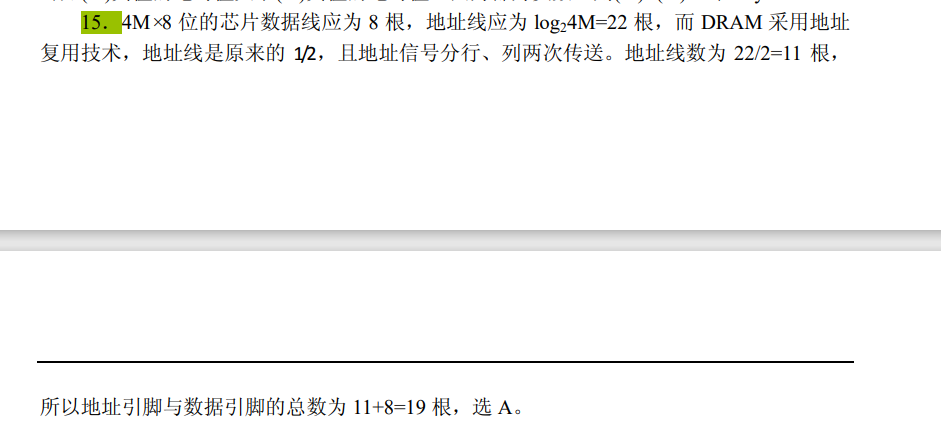 15. 4M×8 位的芯片数据线应为 8 根，地址线应为 log₂4M=22 根，而 DRAM 采用地址
复用技术，地址线是原来的 1/2，且地址信号分行、列两次传送。地址线数为 22/2=11 根，
所以地址引脚与数据引脚的总数为 11+8=19 根，选 A。